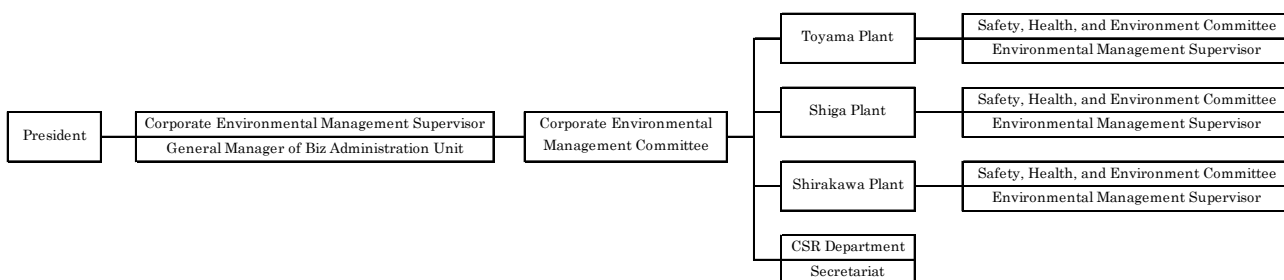 President
Corporate Environmental Management Supervisor
General Manager of Biz Administration Unit
Corporate Environmental
Management Committee
Toyama Plant
Safety, Health, and Environment Committee
Environmental Management Supervisor
Shiga Plant
Safety, Health, and Environment Committee
Environmental Management Supervisor
Shirakawa Plant
Safety, Health, and Environment Committee
Environmental Management Supervisor
CSR Department
Secretariat